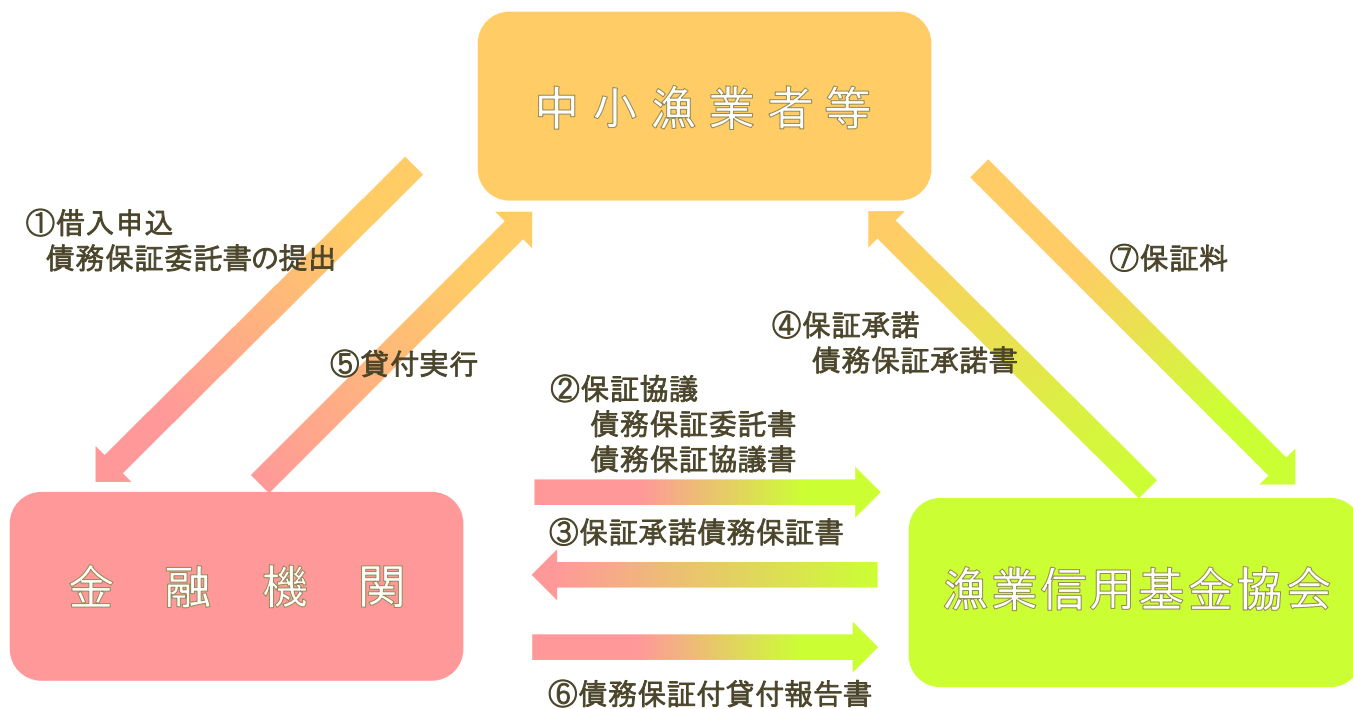 中小漁業者等
①借入申込
債務保証委託書の提出
⑦保証料
④保証承諾
債務保証承諾書
⑤貸付実行
②保証協議
債務保証委託書
債務保証協議書
③保証承諾債務保証書
金融機関
漁業信用基金協会
⑥債務保証付貸付報告書